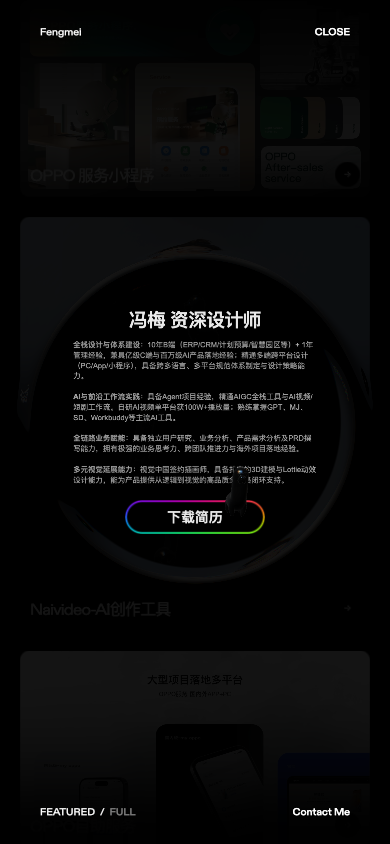 Fengmei
CLOSE
OPPO 服务小程序
OPPO
After-sales
service
冯梅 资深设计师
全栈设计与体系建设：10年B端（ERP/CRM/计划预算/智慧园区等）+ 1年
管理经验，兼具亿级C端与百万级AI产品落地经验；精通多端跨平台设计
（PC/App/小程序），具备跨多语言、多平台规范体系制定与设计策略能
力。
AI与前沿工作流实践：具备Agent项目经验，精通AIGC全栈工具与AI视频/
短剧工作流，自研AI视频单平台获100W+播放量；熟练掌握GPT、MJ、
SD、Workbuddy等主流AI工具。
全链路业务赋能：具备独立用户研究、业务分析、产品需求分析及PRD撰
写能力，拥有极强的业务思考力、跨团队推进力与海外项目落地经验。
多元视觉延展能力：视觉中国签约插画师，具备 的3D建模与Lottie动效
设计能力，能为产品提供从逻辑到视觉的高品质 闭环支持。
下载简历
Naivideo-AI创作工具
大型项目落地多平台
FEATURED / FULL
Contact Me